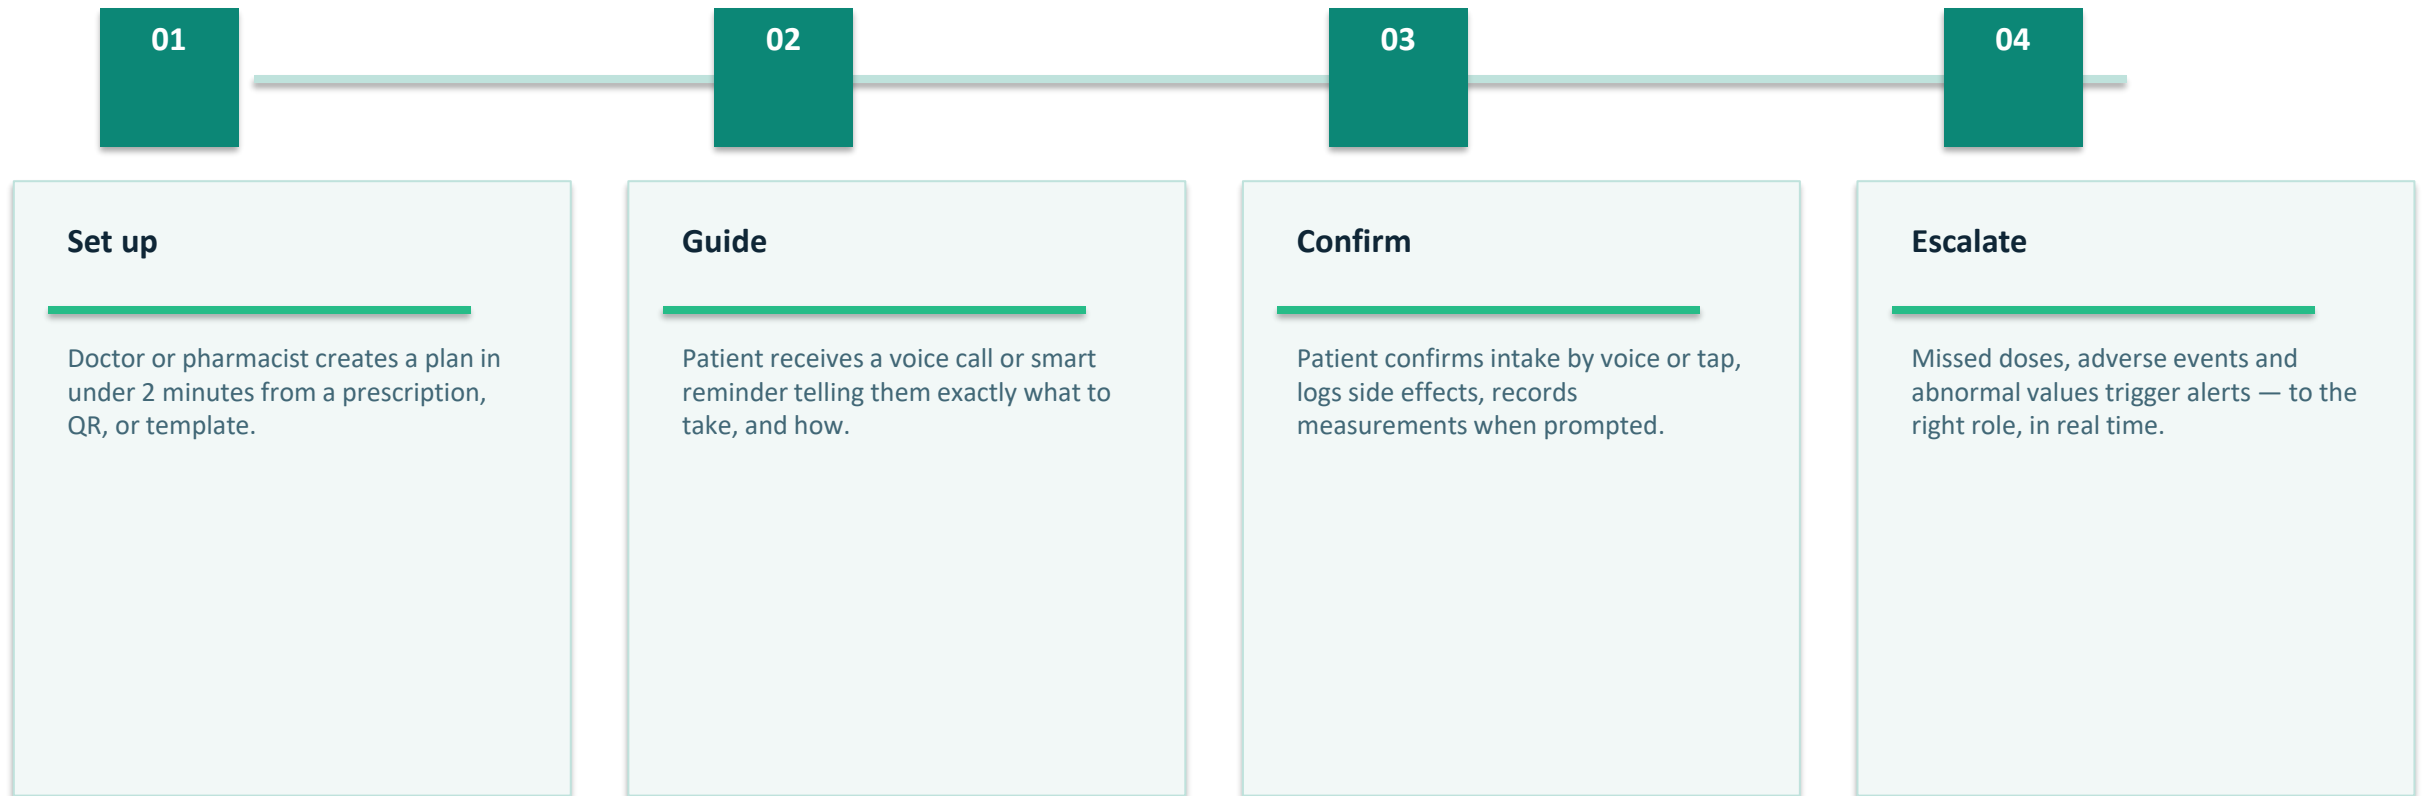 01
02
03
04
Set up
Doctor or pharmacist creates a plan in
under 2 minutes from a prescription,
QR, or template.
Guide
Patient receives a voice call or smart
reminder telling them exactly what to
take, and how.
Confirm
Patient confirms intake by voice or tap,
logs side effects, records
measurements when prompted.
Escalate
Missed doses, adverse events and
abnormal values trigger alerts — to the
right role, in real time.